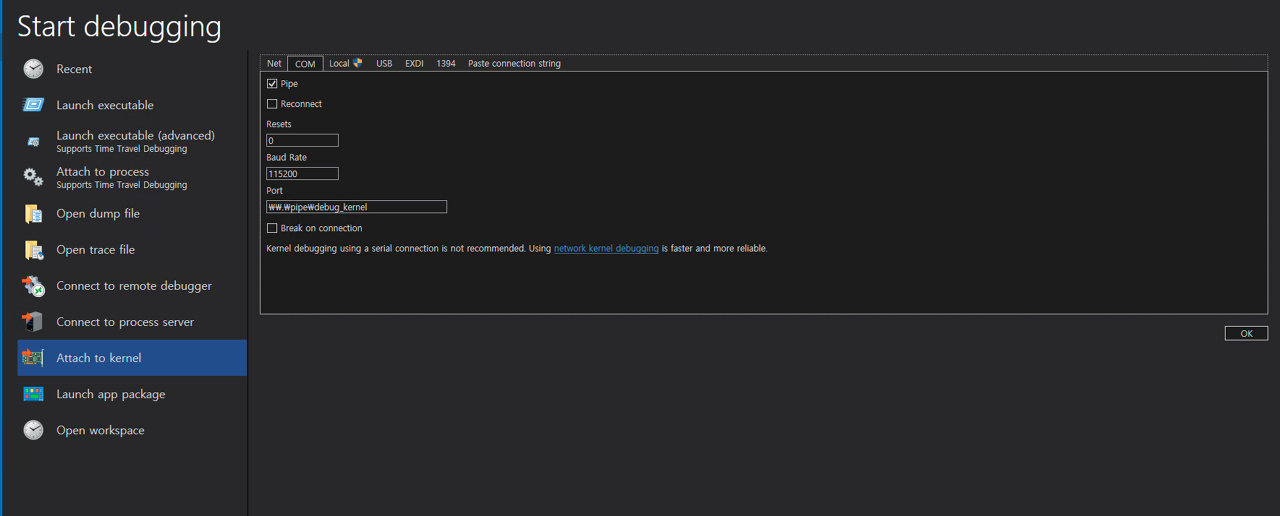 Start debugging
Recent
Launch executable
Launch executable (advanced)
Supports Time Travel Debugging
Attach to process
Supports Time Travel Debugging
Open dump file
Open trace file
Connect to remote debugger
Connect to process server
Attach to kernel
Launch app package
Open workspace
Net COM Local USB EXDI 1394 Paste connection string
Pipe
Reconnect
Resets
0
Baud Rate
115200
Port
₩₩.₩pipe₩debug_kernel
Break on connection
Kernel debugging using a serial connection is not recommended. Using network kernel debugging is faster and more reliable.
OK